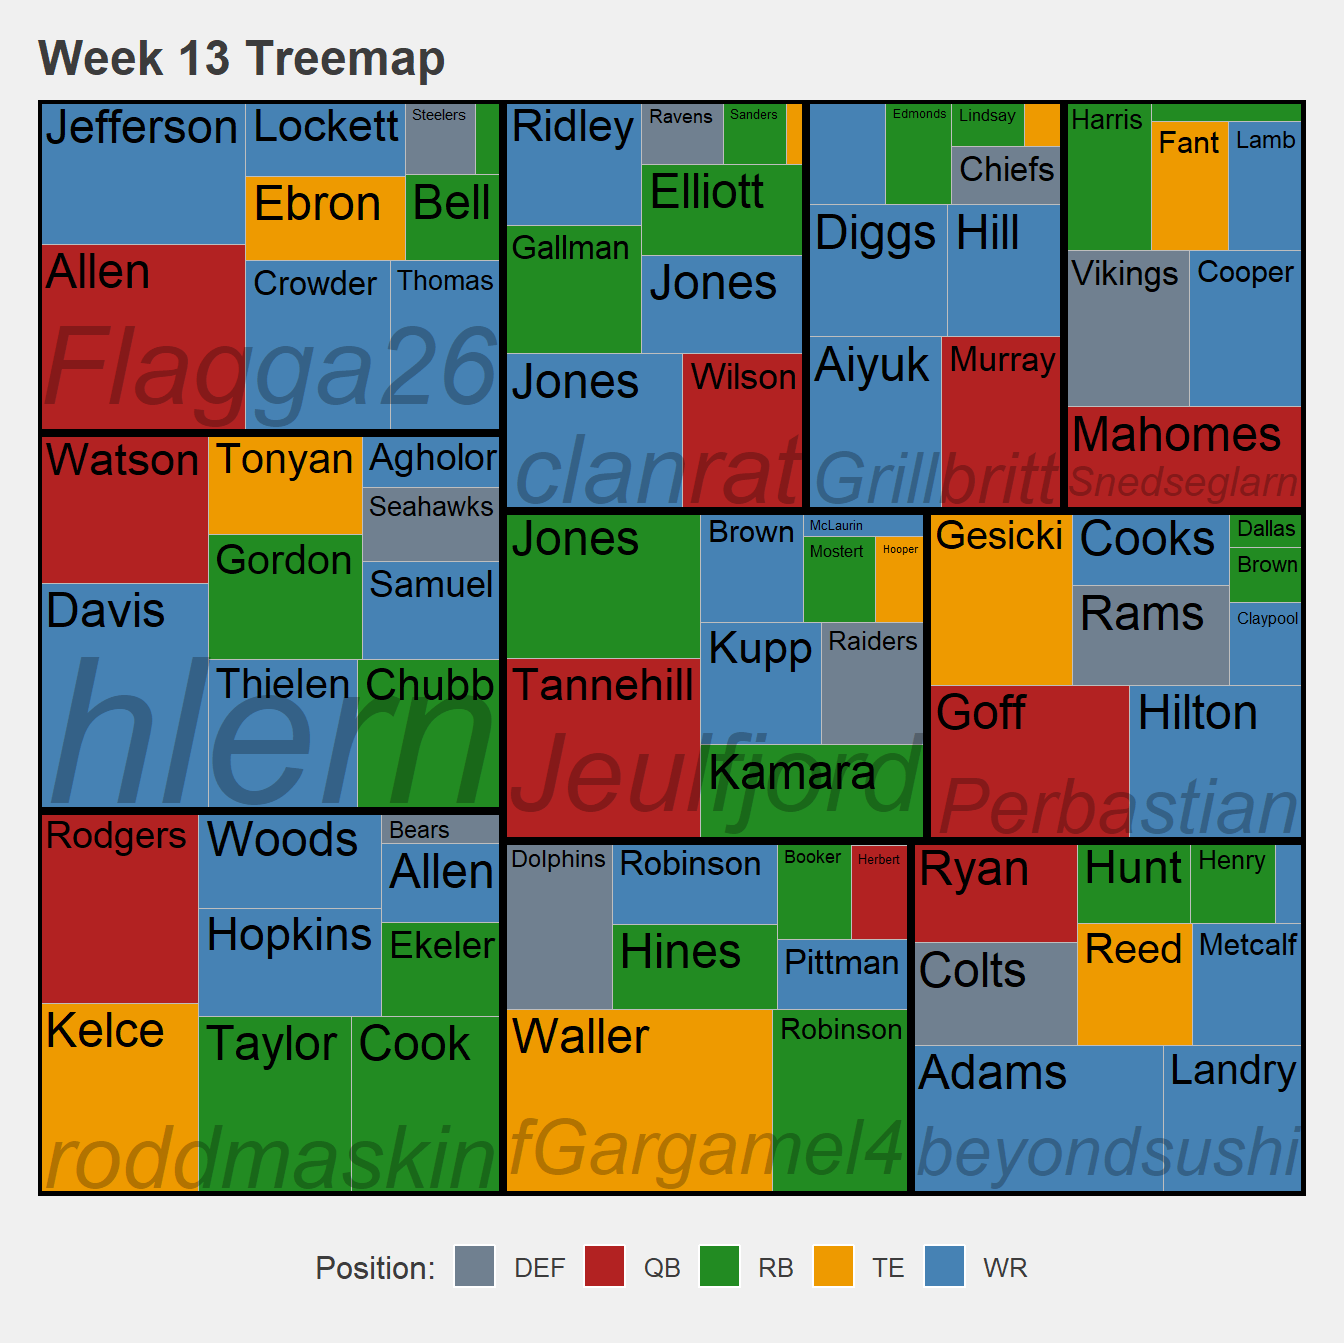 Week 13 Treemap
Jefferson
Lockett
Steelers
Ebron
Bell
Allen
Crowder
Thomas
Flagga26
Ridley
Ravens
Sanders
Elliott
Gallman
Jones
Jones
Wilson
clanrat
Edmonds
Lindsay
Chiefs
Diggs
Hill
Aiyuk
Murray
Grillbritt
Harris
Fant
Lamb
Vikings
Cooper
Mahomes
Snedseglarn
Watson
Tonyan
Agholor
Seahawks
Gordon
Samuel
Davis
Thielen
Chubb
hlern
Jones
Brown
McLaurin
Mostert
Hooper
Kupp
Raiders
Tannehill
Kamara
Jeulfjord
Gesicki
Cooks
Dallas
Brown
Rams
Claypool
Goff
Hilton
Perbastian
Rodgers
Woods
Bears
Allen
Hopkins
Ekeler
Kelce
Taylor
Cook
roddmaskin
Dolphins
Robinson
Booker
Herbert
Hines
Pittman
Waller
Robinson
fGargamel4
Ryan
Hunt
Henry
Reed
Metcalf
Colts
Adams
Landry
beyondsushi
Position: DEF QB RB TE WR